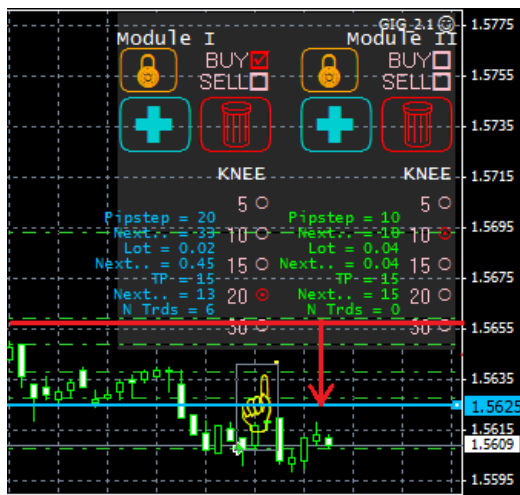 GIG 2.1
Module I
Module II
BUY
SELL
BUY
SELL
KNEE
KNEE
5
5
10
10
15
15
20
20
30
30
Pipstep = 20
Next.. = 33
Lot = 0.02
Next.. = 0.45
TP = 15
Next.. = 13
N Trds = 6
Pipstep = 10
Next.. = 10
Lot = 0.04
Next.. = 0.04
TP = 15
Next.. = 15
N Trds = 0
1.5775
1.5755
1.5735
1.5715
1.5695
1.5675
1.5655
1.5635
1.5625
1.5615
1.5609
1.5595